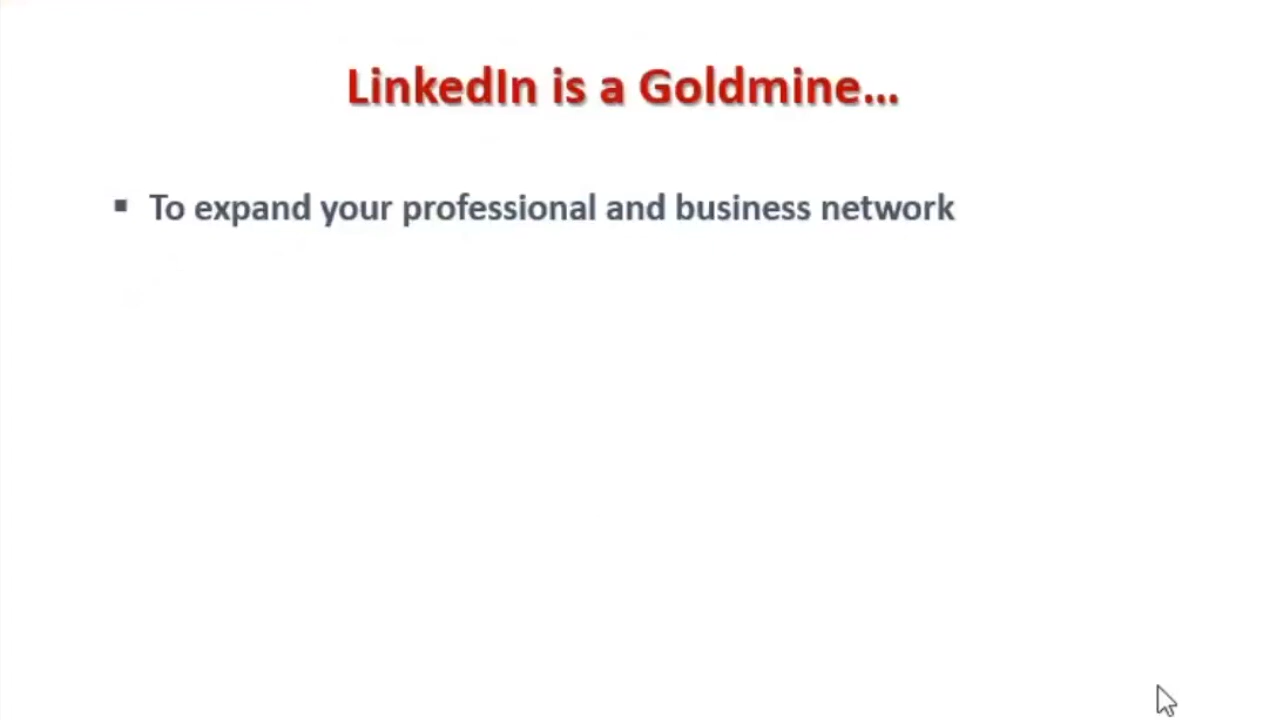 LinkedIn is a Goldmine...
▪ To expand your professional and business network